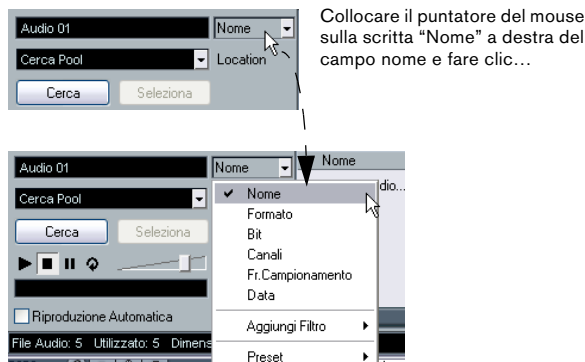 Audio 01 Nome
Cerca Pool Location
Cerca Seleziona
Collocare il puntatore del mouse
sulla scritta “Nome” a destra del
campo nome e fare clic…
Audio 01 Nome Nome
Cerca Pool
Cerca Seleziona
dio...
✔ Nome
Formato
Bit
Canali
Fr.Campionamento
Data
Aggiungi Filtro
Preset
Riproduzione Automatica
File Audio: 5 Utilizzato: 5 Dimens